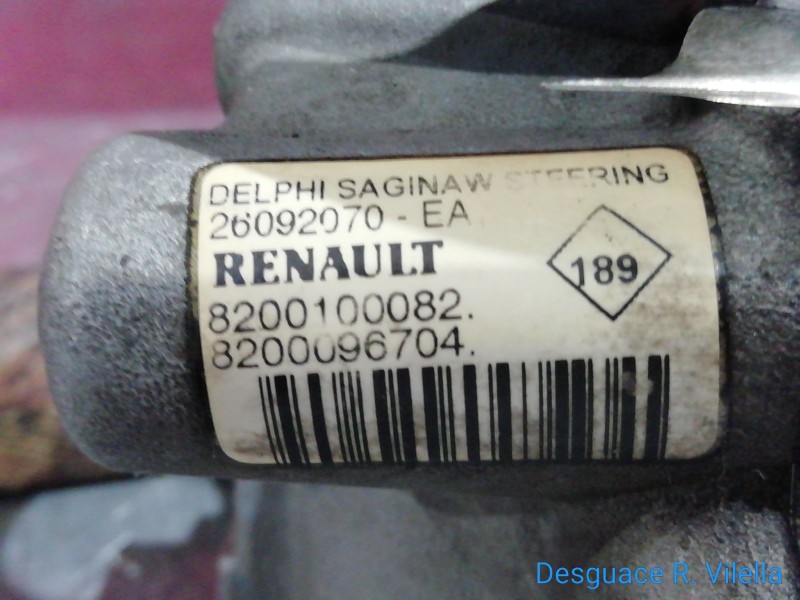 DELPHI SAGINAW STEERING
26092070 - EA
RENAULT
189
8200100082.
8200096704.
Desguace R. Vilella